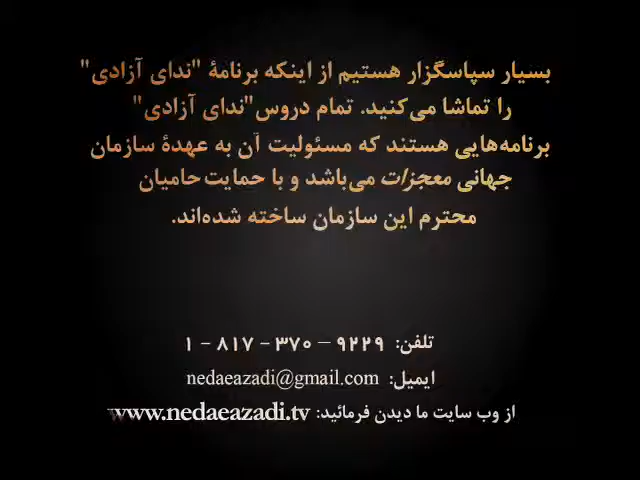 بسیار سپاسگزار هستیم از اینکه برنامهٔ "ندای آزادی"
را تماشا می‌کنید. تمام دروس"ندای آزادی"
برنامه‌هایی هستند که مسئولیت آن به عهدهٔ سازمان
جهانی معجزات می‌باشد و با حمایت حامیان
محترم این سازمان ساخته شده‌اند.
تلفن: ۹۲۲۹ – ۳۷۰ - ۸۱۷ - ۱
ایمیل: nedaeazadi@gmail.com
از وب سایت ما دیدن فرمائید: www.nedaeazadi.tv